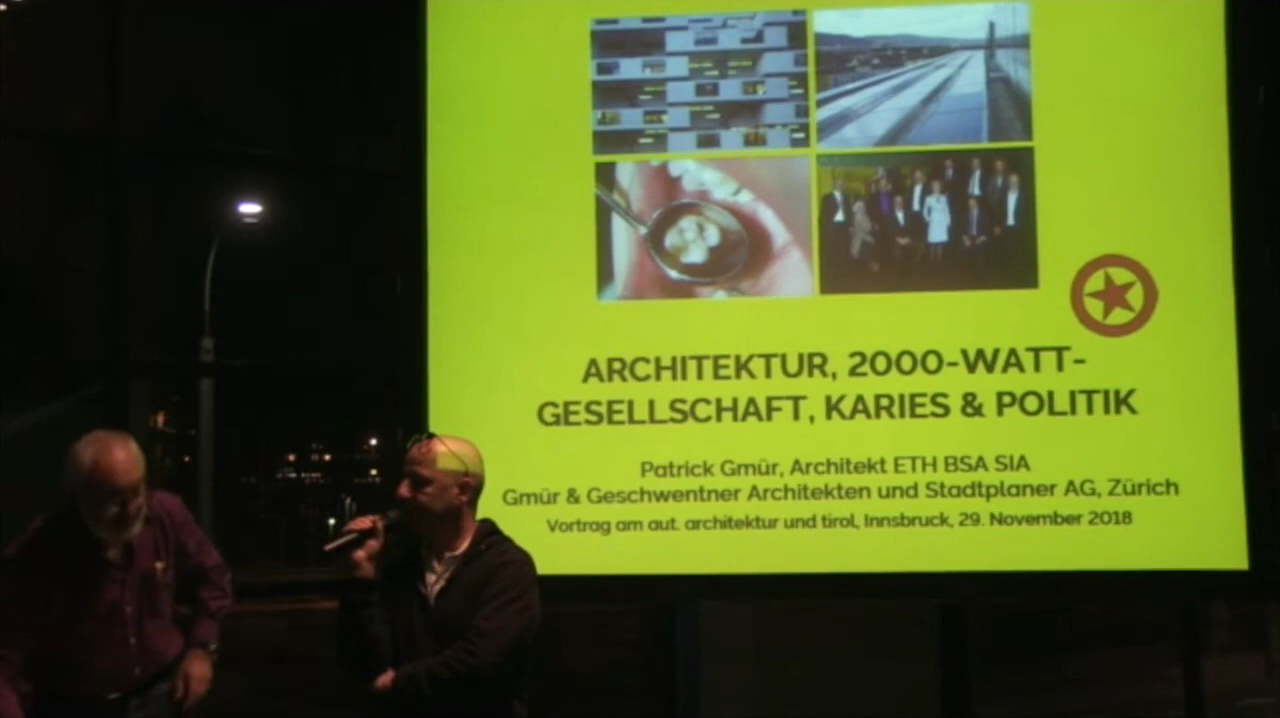 ARCHITEKTUR, 2000-WATT-
GESELLSCHAFT, KARIES & POLITIK
Patrick Gmür, Architekt ETH BSA SIA
Gmür & Geschwentner Architekten und Stadtplaner AG, Zürich
Vortrag am aut. architektur und tirol, Innsbruck, 29. November 2018